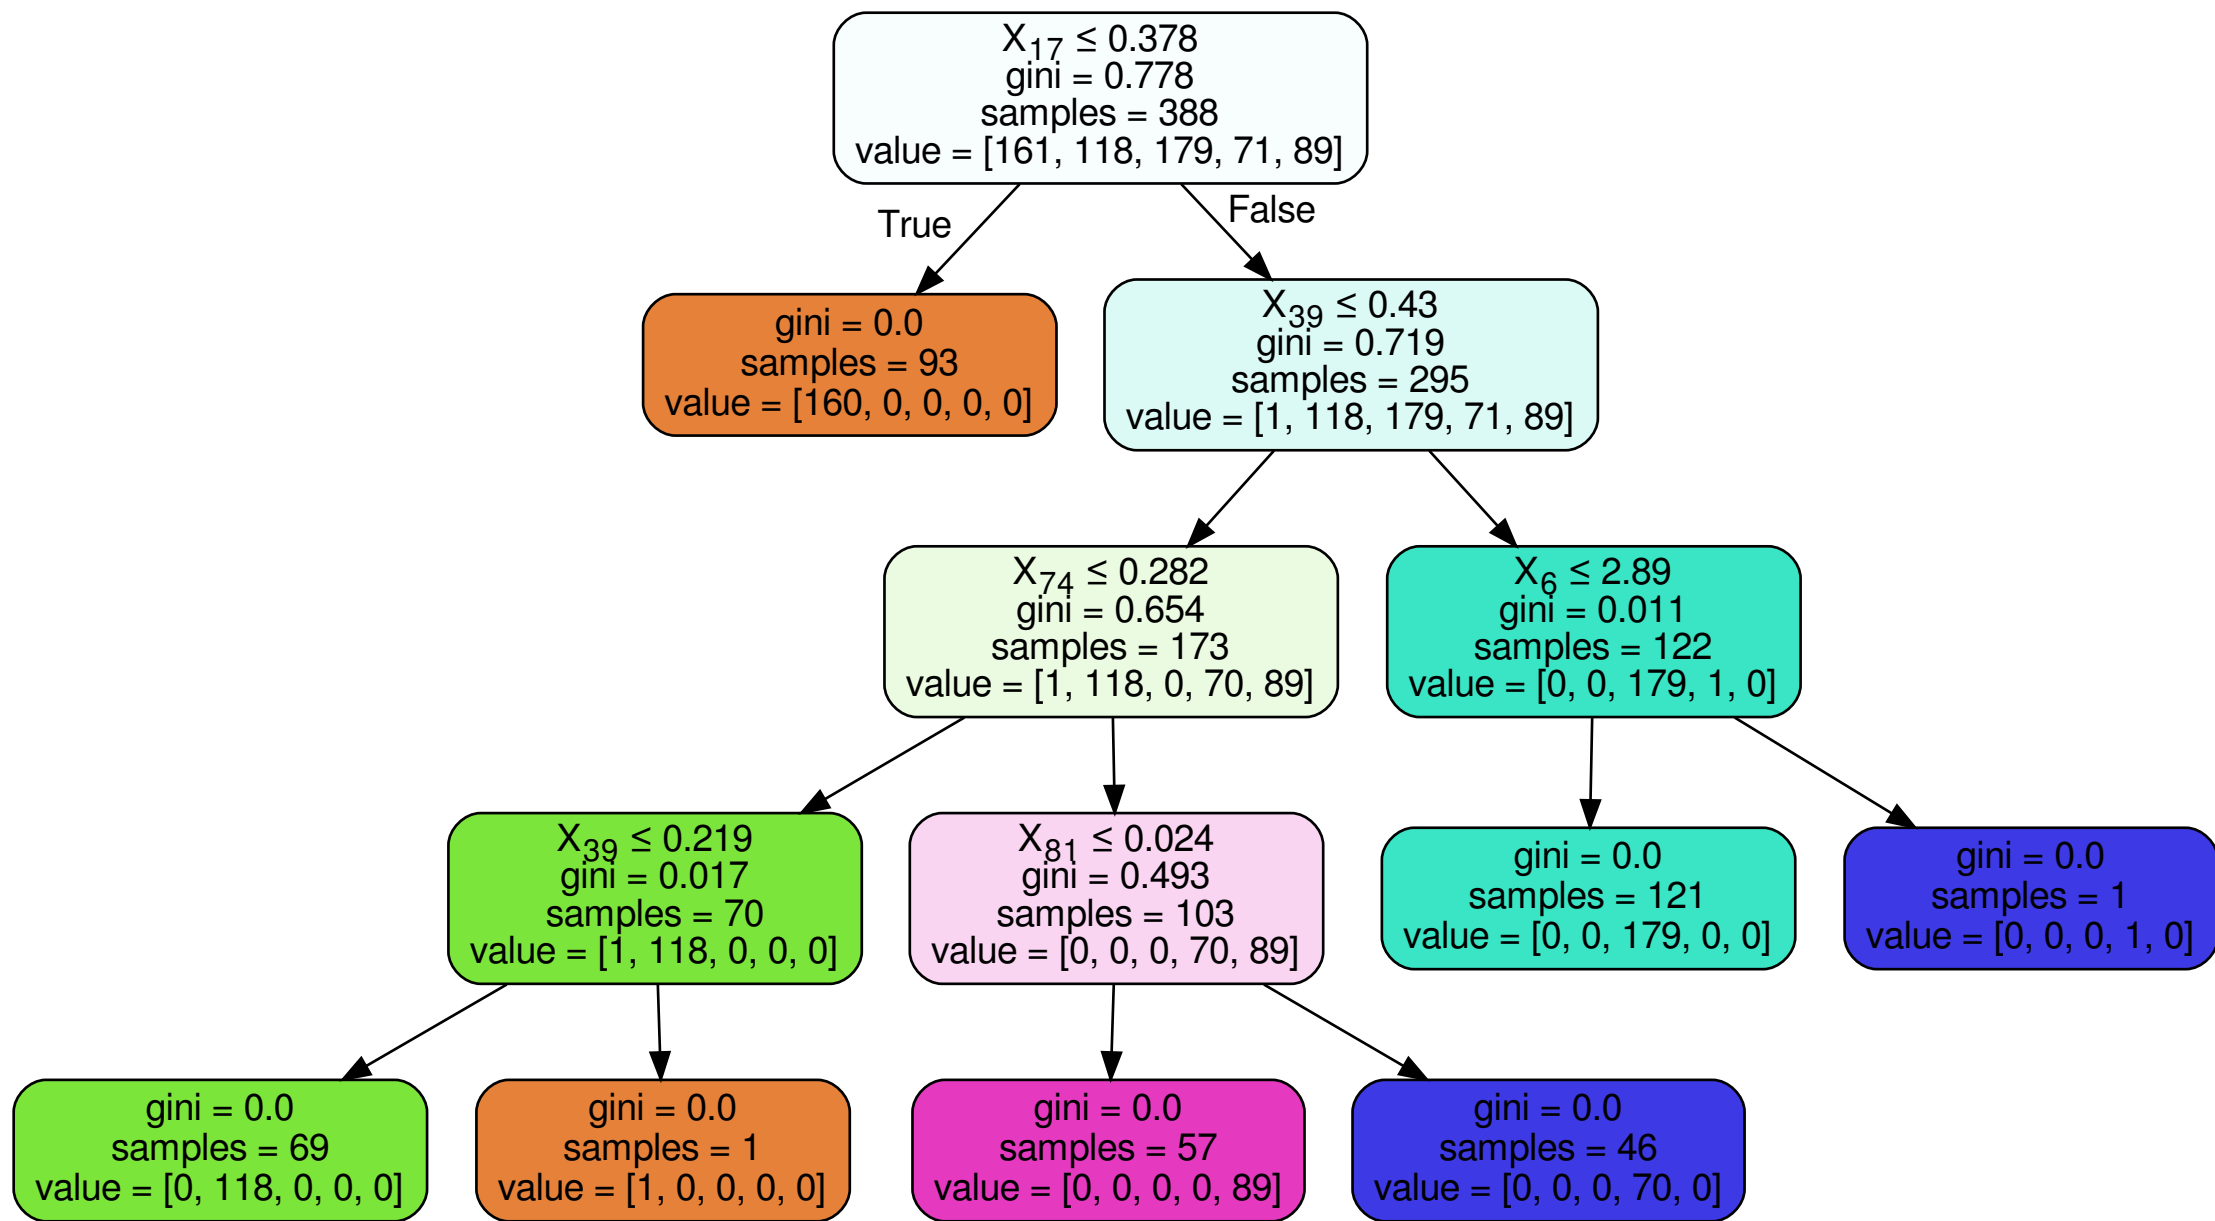 X17 ≤ 0.378
gini = 0.778
samples = 388
value = [161, 118, 179, 71, 89]
True
False
gini = 0.0
samples = 93
value = [160, 0, 0, 0, 0]
X39 ≤ 0.43
gini = 0.719
samples = 295
value = [1, 118, 179, 71, 89]
X74 ≤ 0.282
gini = 0.654
samples = 173
value = [1, 118, 0, 70, 89]
X6 ≤ 2.89
gini = 0.011
samples = 122
value = [0, 0, 179, 1, 0]
X39 ≤ 0.219
gini = 0.017
samples = 70
value = [1, 118, 0, 0, 0]
X81 ≤ 0.024
gini = 0.493
samples = 103
value = [0, 0, 0, 70, 89]
gini = 0.0
samples = 121
value = [0, 0, 179, 0, 0]
gini = 0.0
samples = 1
value = [0, 0, 0, 1, 0]
gini = 0.0
samples = 69
value = [0, 118, 0, 0, 0]
gini = 0.0
samples = 1
value = [1, 0, 0, 0, 0]
gini = 0.0
samples = 57
value = [0, 0, 0, 0, 89]
gini = 0.0
samples = 46
value = [0, 0, 0, 70, 0]